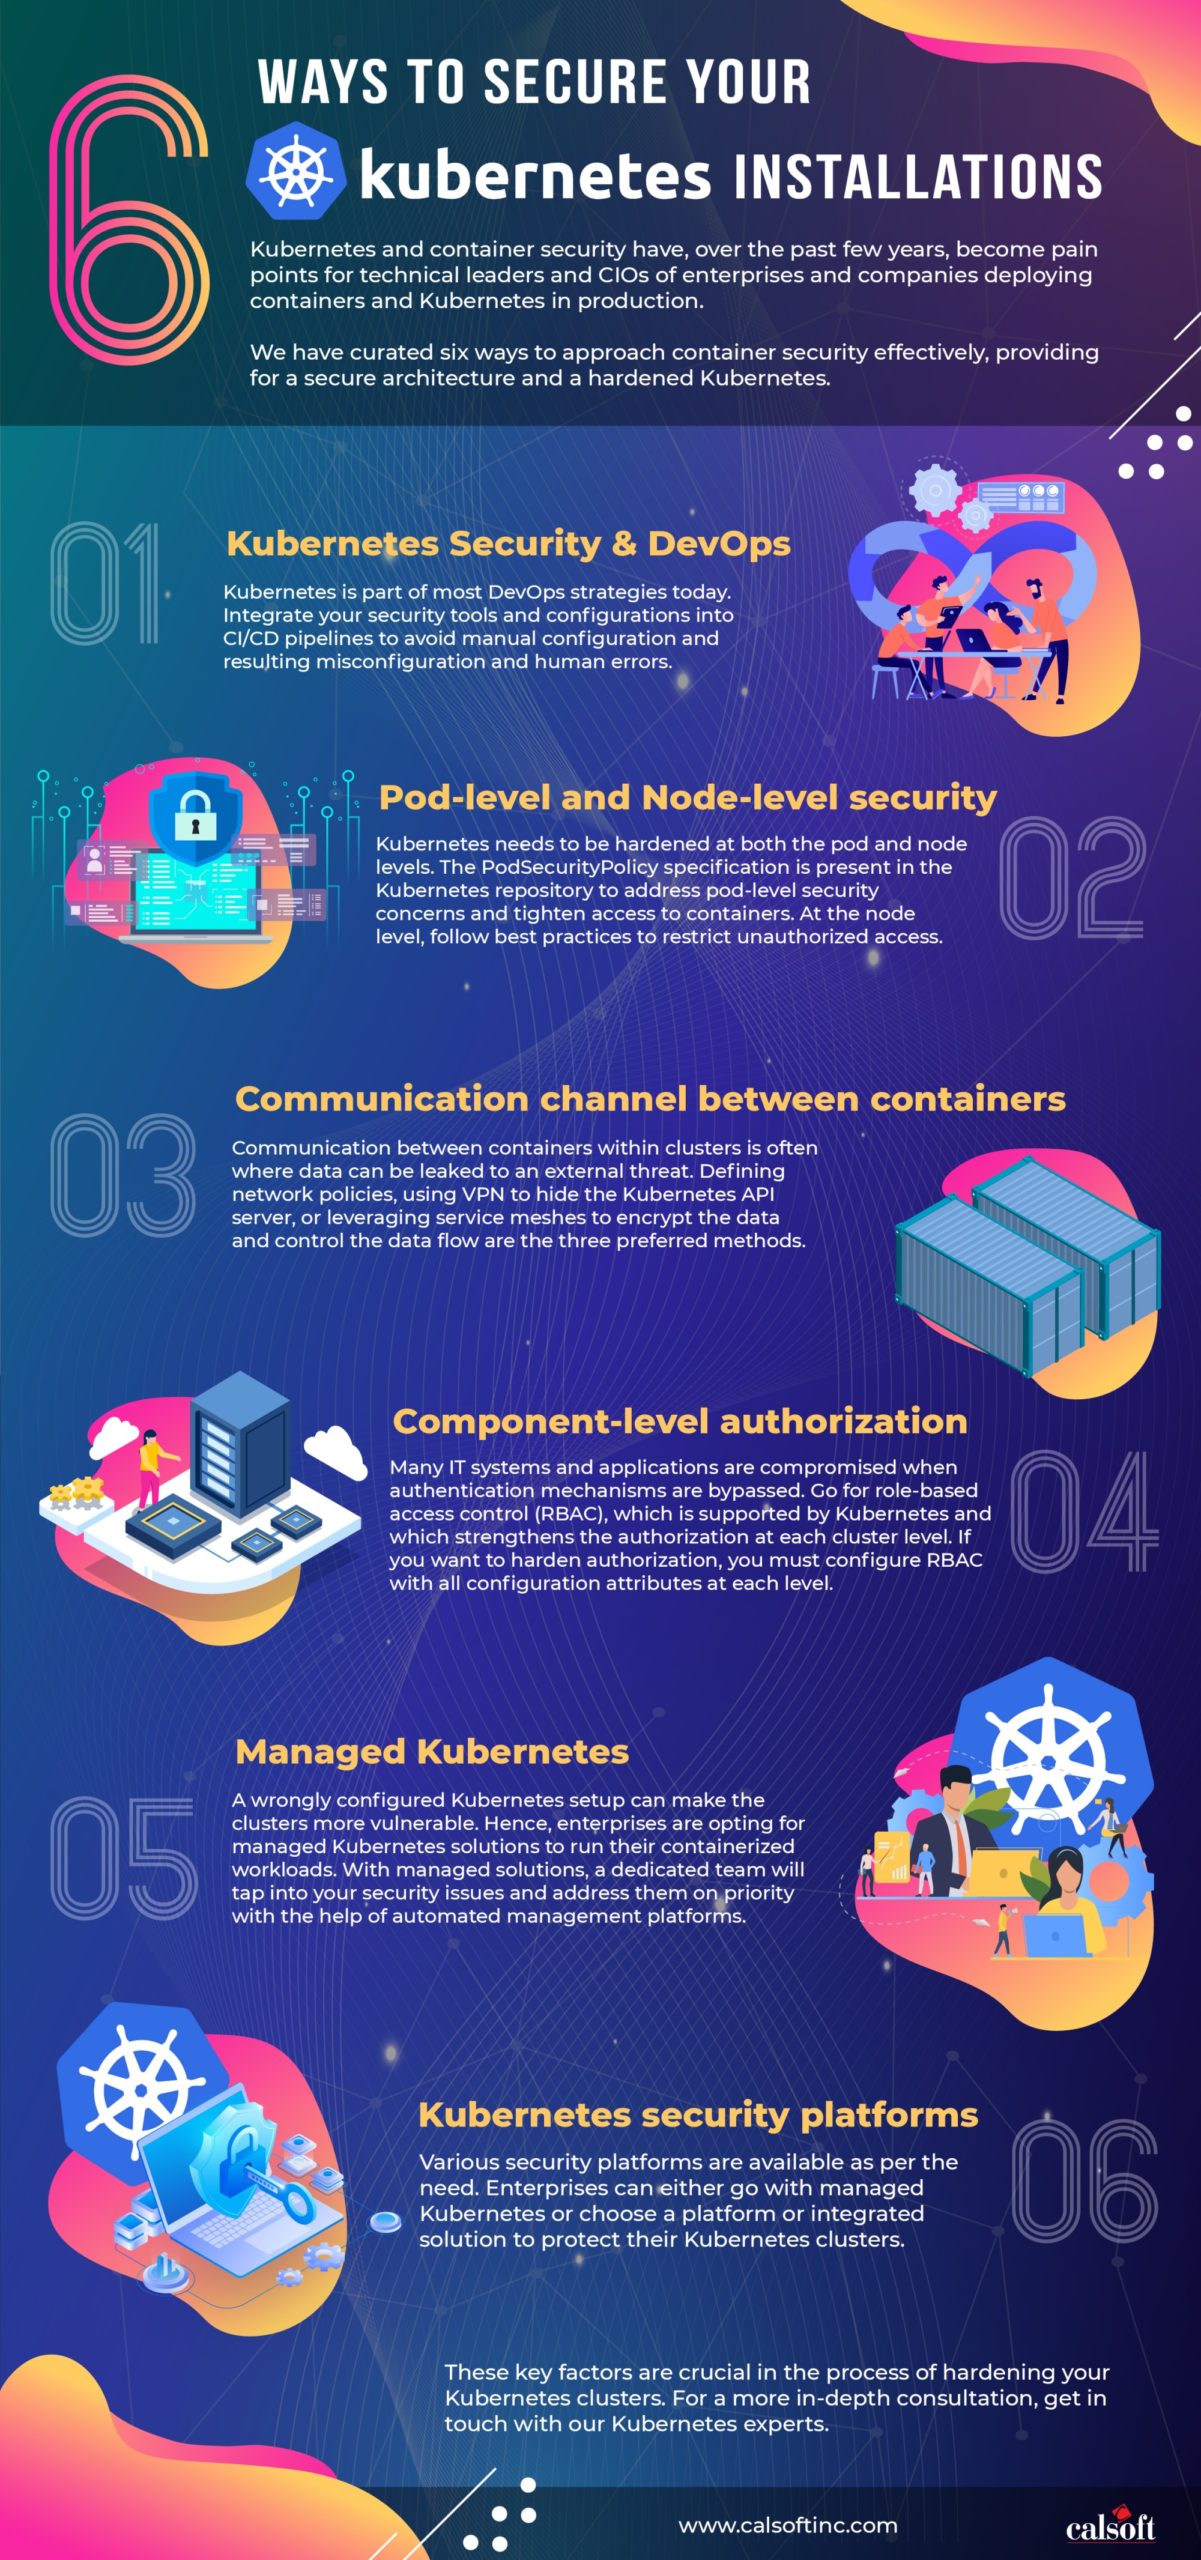 6
WAYS TO SECURE YOUR
kubernetes INSTALLATIONS
Kubernetes and container security have, over the past few years, become pain
points for technical leaders and CIOs of enterprises and companies deploying
containers and Kubernetes in production.
We have curated six ways to approach container security effectively, providing
for a secure architecture and a hardened Kubernetes.
01
Kubernetes Security & DevOps
Kubernetes is part of most DevOps strategies today.
Integrate your security tools and configurations into
CI/CD pipelines to avoid manual configuration and
resulting misconfiguration and human errors.
Pod-level and Node-level security
02
Kubernetes needs to be hardened at both the pod and node
levels. The PodSecurityPolicy specification is present in the
Kubernetes repository to address pod-level security
concerns and tighten access to containers. At the node
level, follow best practices to restrict unauthorized access.
03
Communication channel between containers
Communication between containers within clusters is often
where data can be leaked to an external threat. Defining
network policies, using VPN to hide the Kubernetes API
server, or leveraging service meshes to encrypt the data
and control the data flow are the three preferred methods.
Component-level authorization
04
Many IT systems and applications are compromised when
authentication mechanisms are bypassed. Go for role-based
access control (RBAC), which is supported by Kubernetes and
which strengthens the authorization at each cluster level. If
you want to harden authorization, you must configure RBAC
with all configuration attributes at each level.
05
Managed Kubernetes
A wrongly configured Kubernetes setup can make the
clusters more vulnerable. Hence, enterprises are opting for
managed Kubernetes solutions to run their containerized
workloads. With managed solutions, a dedicated team will
tap into your security issues and address them on priority
with the help of automated management platforms.
Kubernetes security platforms
06
Various security platforms are available as per the
need. Enterprises can either go with managed
Kubernetes or choose a platform or integrated
solution to protect their Kubernetes clusters.
These key factors are crucial in the process of hardening your
Kubernetes clusters. For a more in-depth consultation, get in
touch with our Kubernetes experts.
www.calsoftinc.com
calsoft